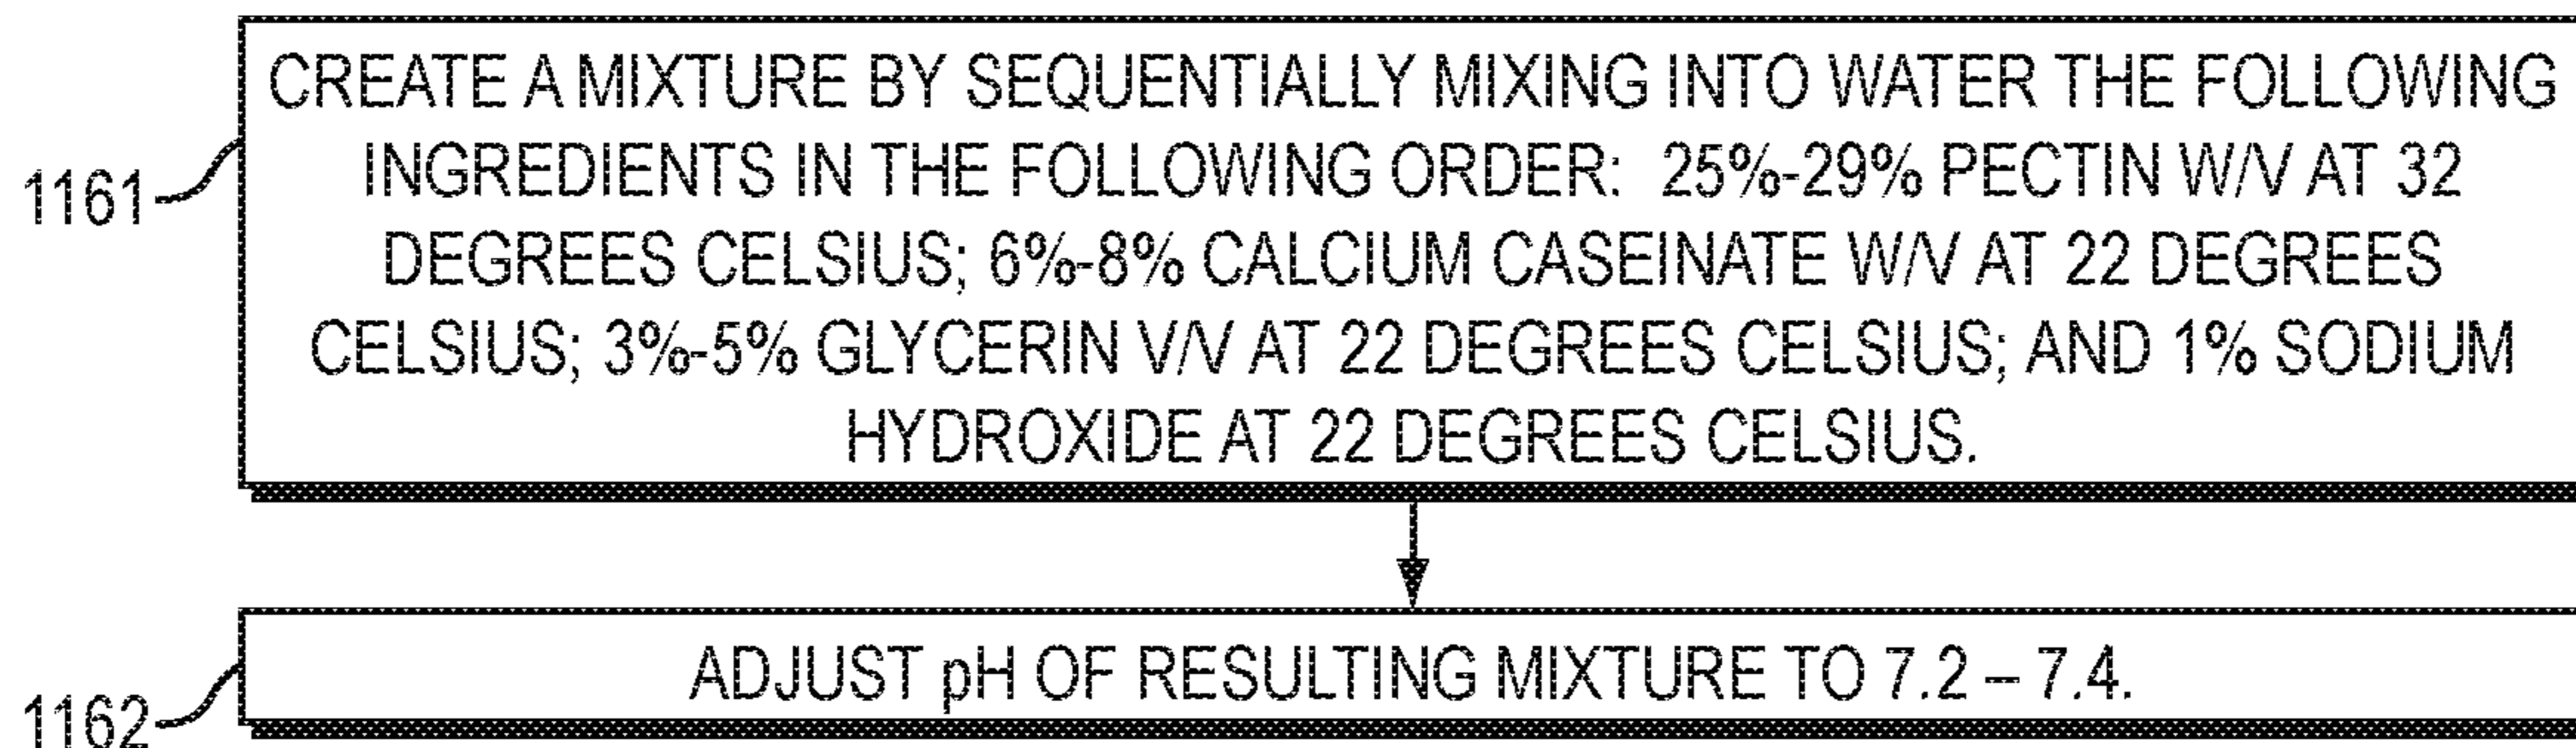 CREATE A MIXTURE BY SEQUENTIALLY MIXING INTO WATER THE FOLLOWING
INGREDIENTS IN THE FOLLOWING ORDER: 25%-29% PECTIN W/V AT 32
1161
DEGREES CELSIUS; 6%-8% CALCIUM CASEINATE W/V AT 22 DEGREES
CELSIUS; 3%-5% GLYCERIN V/V AT 22 DEGREES CELSIUS; AND 1% SODIUM
HYDROXIDE AT 22 DEGREES CELSIUS.
ADJUST pH OF RESULTING MIXTURE TO 7.2 – 7.4.
1162